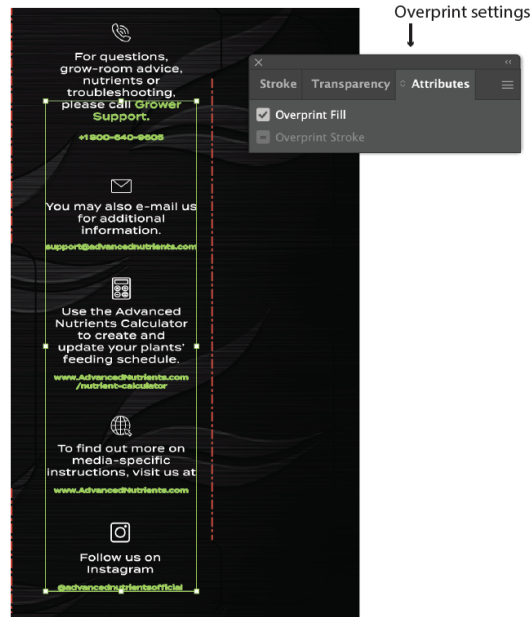 Overprint settings
Stroke Transparency Attributes
Overprint Fill
Overprint Stroke
For questions,
grow-room advice,
nutrients or
troubleshooting,
please call Grower
Support.
+1 800-640-9605
You may also e-mail us
for additional
information.
support@advancednutrients.com
Use the Advanced
Nutrients Calculator
to create and
update your plants'
feeding schedule.
www.AdvancedNutrients.com
/nutrient-calculator
To find out more on
media-specific
instructions, visit us at
www.AdvancedNutrients.com
Follow us on
Instagram
@advancednutrientsofficial